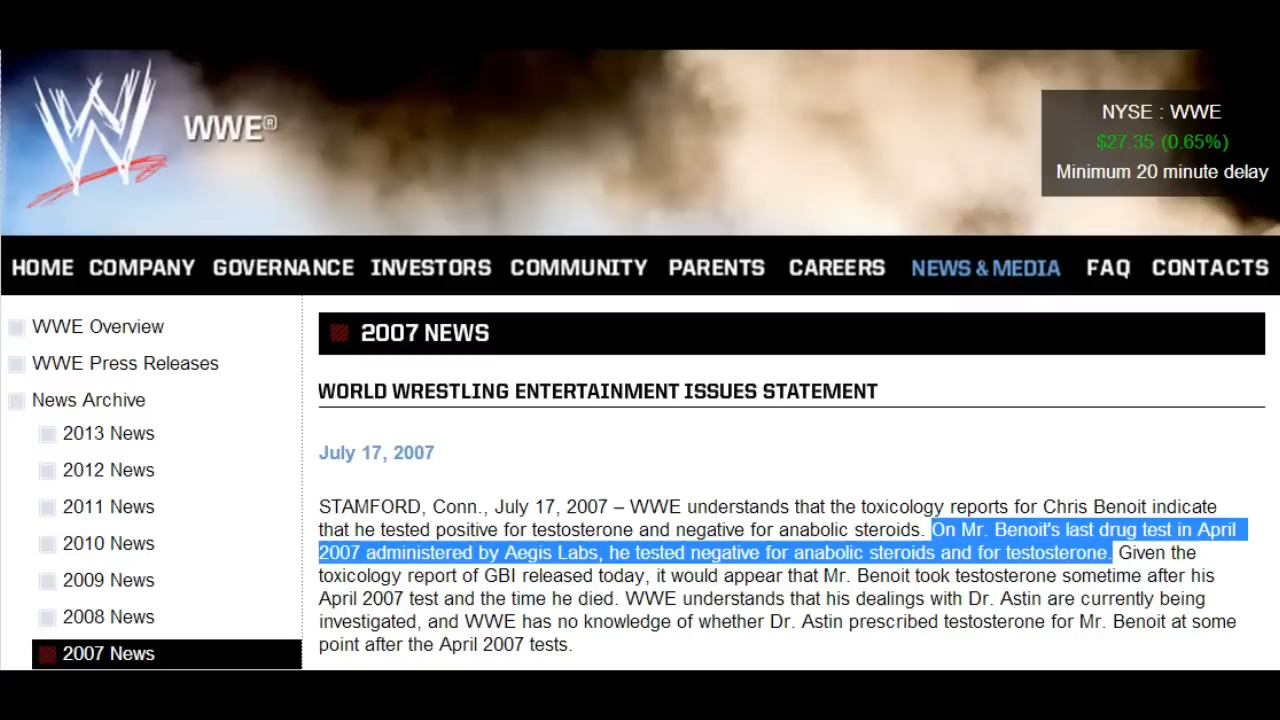 WWE®
NYSE : WWE
$27.35 (0.65%)
Minimum 20 minute delay
HOME COMPANY GOVERNANCE INVESTORS COMMUNITY PARENTS CAREERS NEWS & MEDIA FAQ CONTACTS
WWE Overview
WWE Press Releases
News Archive
2013 News
2012 News
2011 News
2010 News
2009 News
2008 News
2007 News
2007 NEWS
WORLD WRESTLING ENTERTAINMENT ISSUES STATEMENT
July 17, 2007
STAMFORD, Conn., July 17, 2007 – WWE understands that the toxicology reports for Chris Benoit indicate
that he tested positive for testosterone and negative for anabolic steroids. On Mr. Benoit's last drug test in April
2007 administered by Aegis Labs, he tested negative for anabolic steroids and for testosterone. Given the
toxicology report of GBI released today, it would appear that Mr. Benoit took testosterone sometime after his
April 2007 test and the time he died. WWE understands that his dealings with Dr. Astin are currently being
investigated, and WWE has no knowledge of whether Dr. Astin prescribed testosterone for Mr. Benoit at some
point after the April 2007 tests.